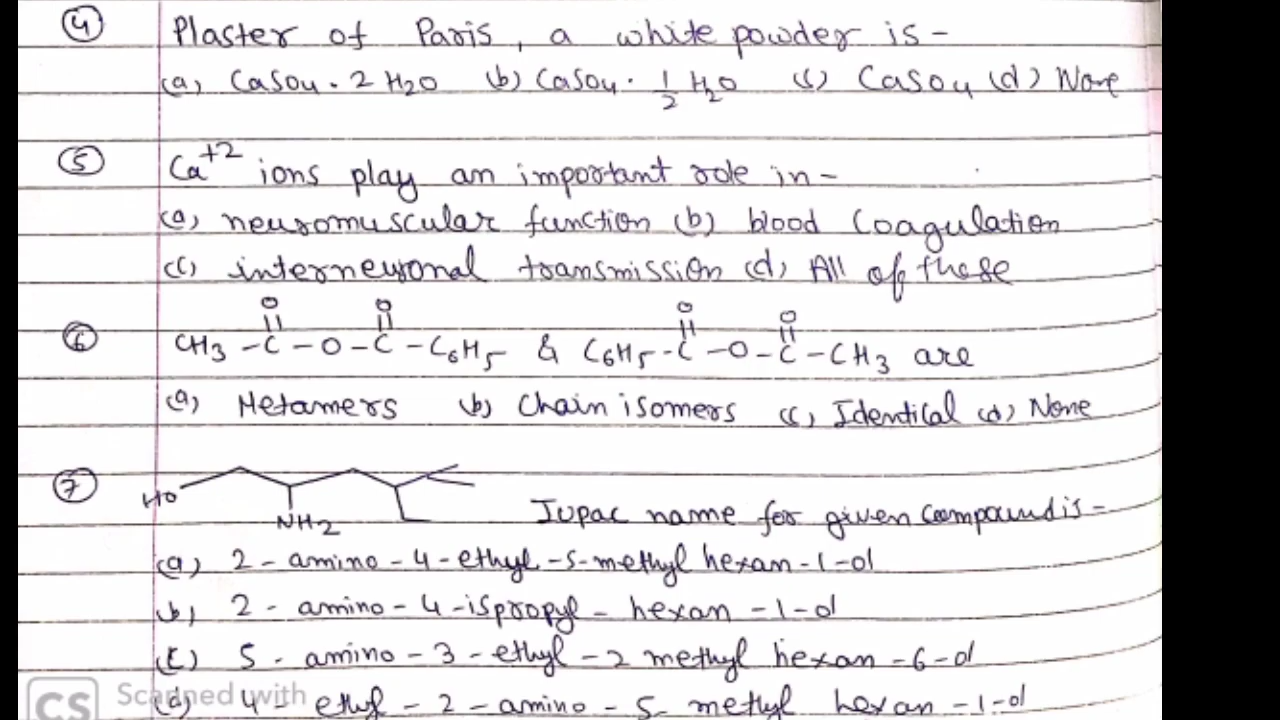 ④ Plaster of Paris, a white powder is -
(a) CaSO4 . 2 H2O (b) CaSO4 . 1/2 H2O (c) CaSO4 (d) None
⑤ Ca+2 ions play an important role in -
(a) neuromuscular function (b) blood Coagulation
(c) interneuronal transmission (d) All of these
⑥ CH3 - C(=O) - O - C(=O) - C6H5 & C6H5 - C(=O) - O - C(=O) - CH3 are
(a) Metamers (b) Chain isomers (c) Identical (d) None
⑦ HO NH2 Iupac name for given compound is -
(a) 2 - amino - 4 - ethyl - 5 - methyl hexan - 1 - ol
(b) 2 - amino - 4 - ispropyl - hexan - 1 - ol
(c) 5 - amino - 3 - ethyl - 2 methyl hexan - 6 - ol
(d) 4 - ethyl - 2 - amino - 5 - methyl hexan - 1 - ol
CS Scanned with